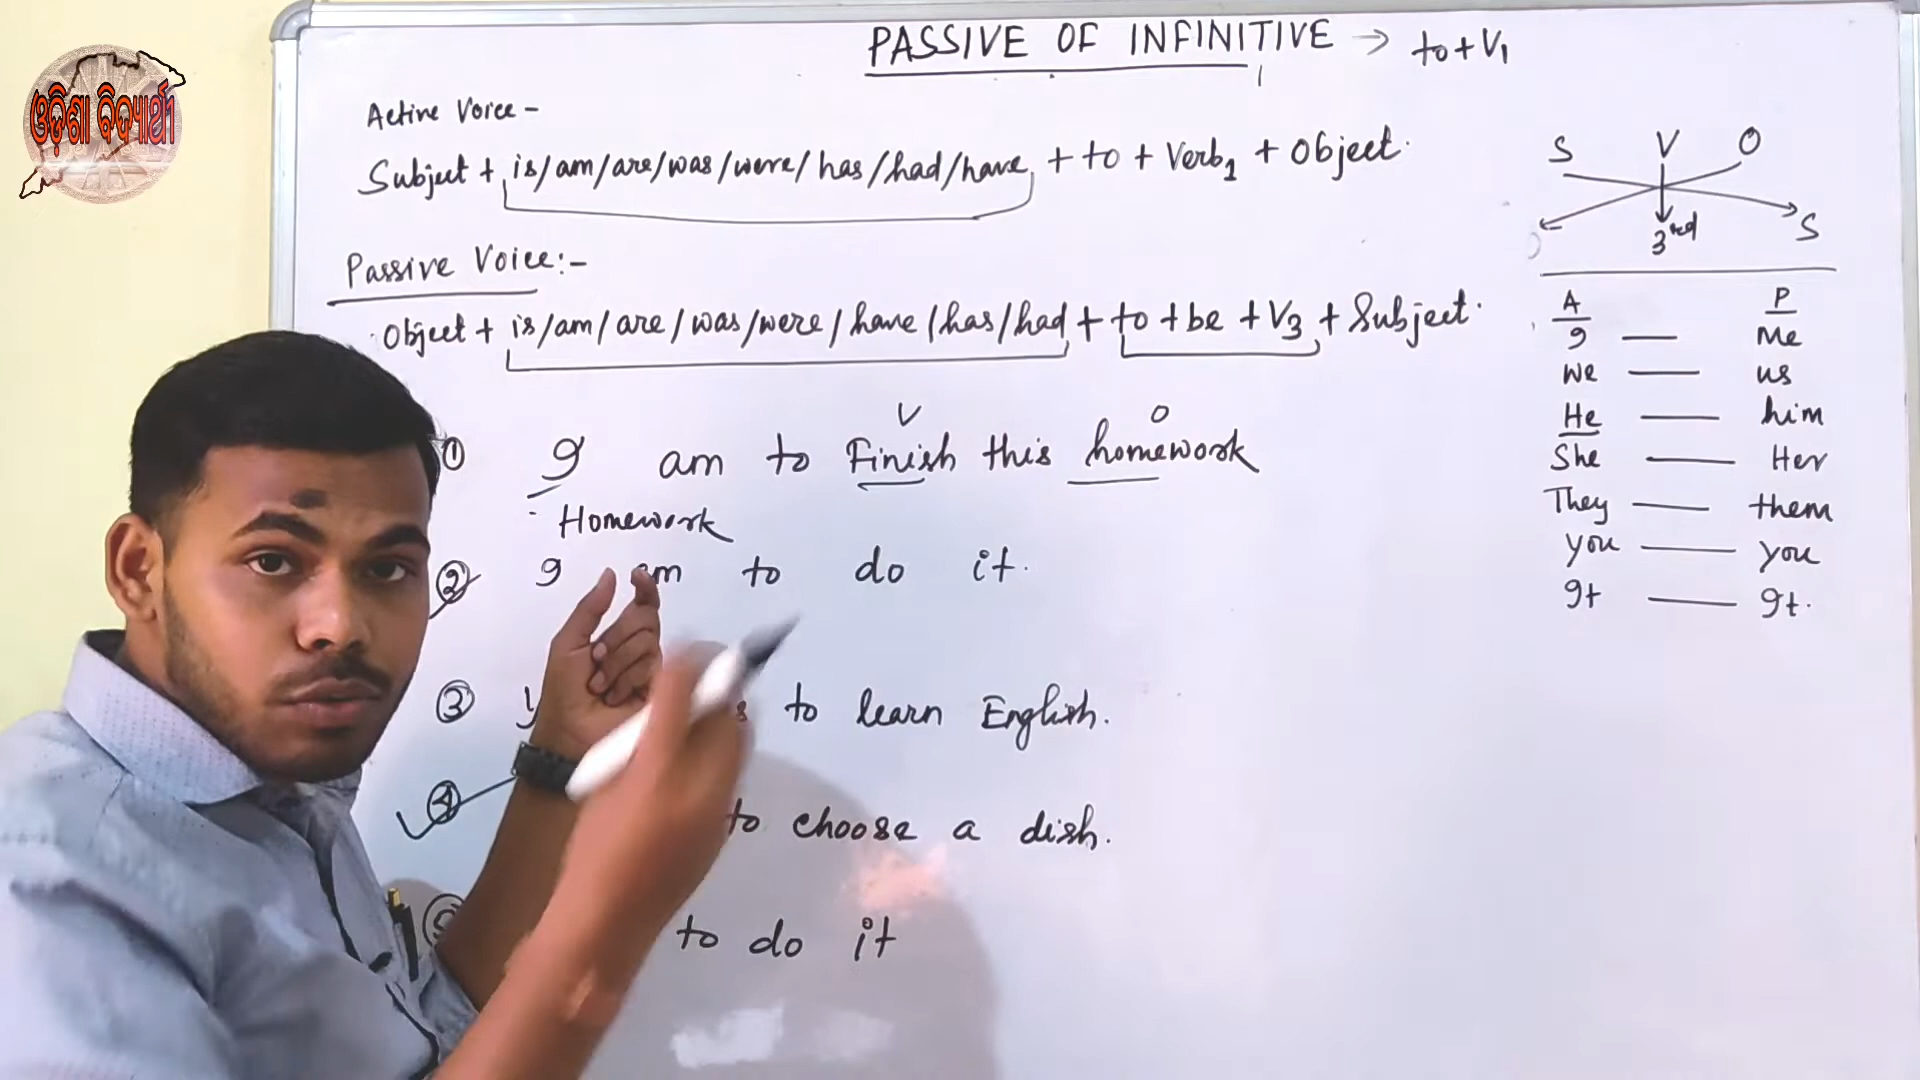 ଓଡ଼ିଶା ବିଦ୍ୟାର୍ଥୀ
PASSIVE OF INFINITIVE → to+V1
Active Voice -
Subject + is/am/are/was/were/has/had/have + to + Verb1 + Object.
Passive Voice:-
Object + is/am/are/was/were/have/has/had + to + be + V3 + Subject.
V O
① I am to Finish this homework
Homework
② I am to do it.
③ to learn English.
④ to choose a dish.
to do it
S V O
3rd S
A P
I — Me
We — us
He — him
She — Her
They — them
you — you
It — It.